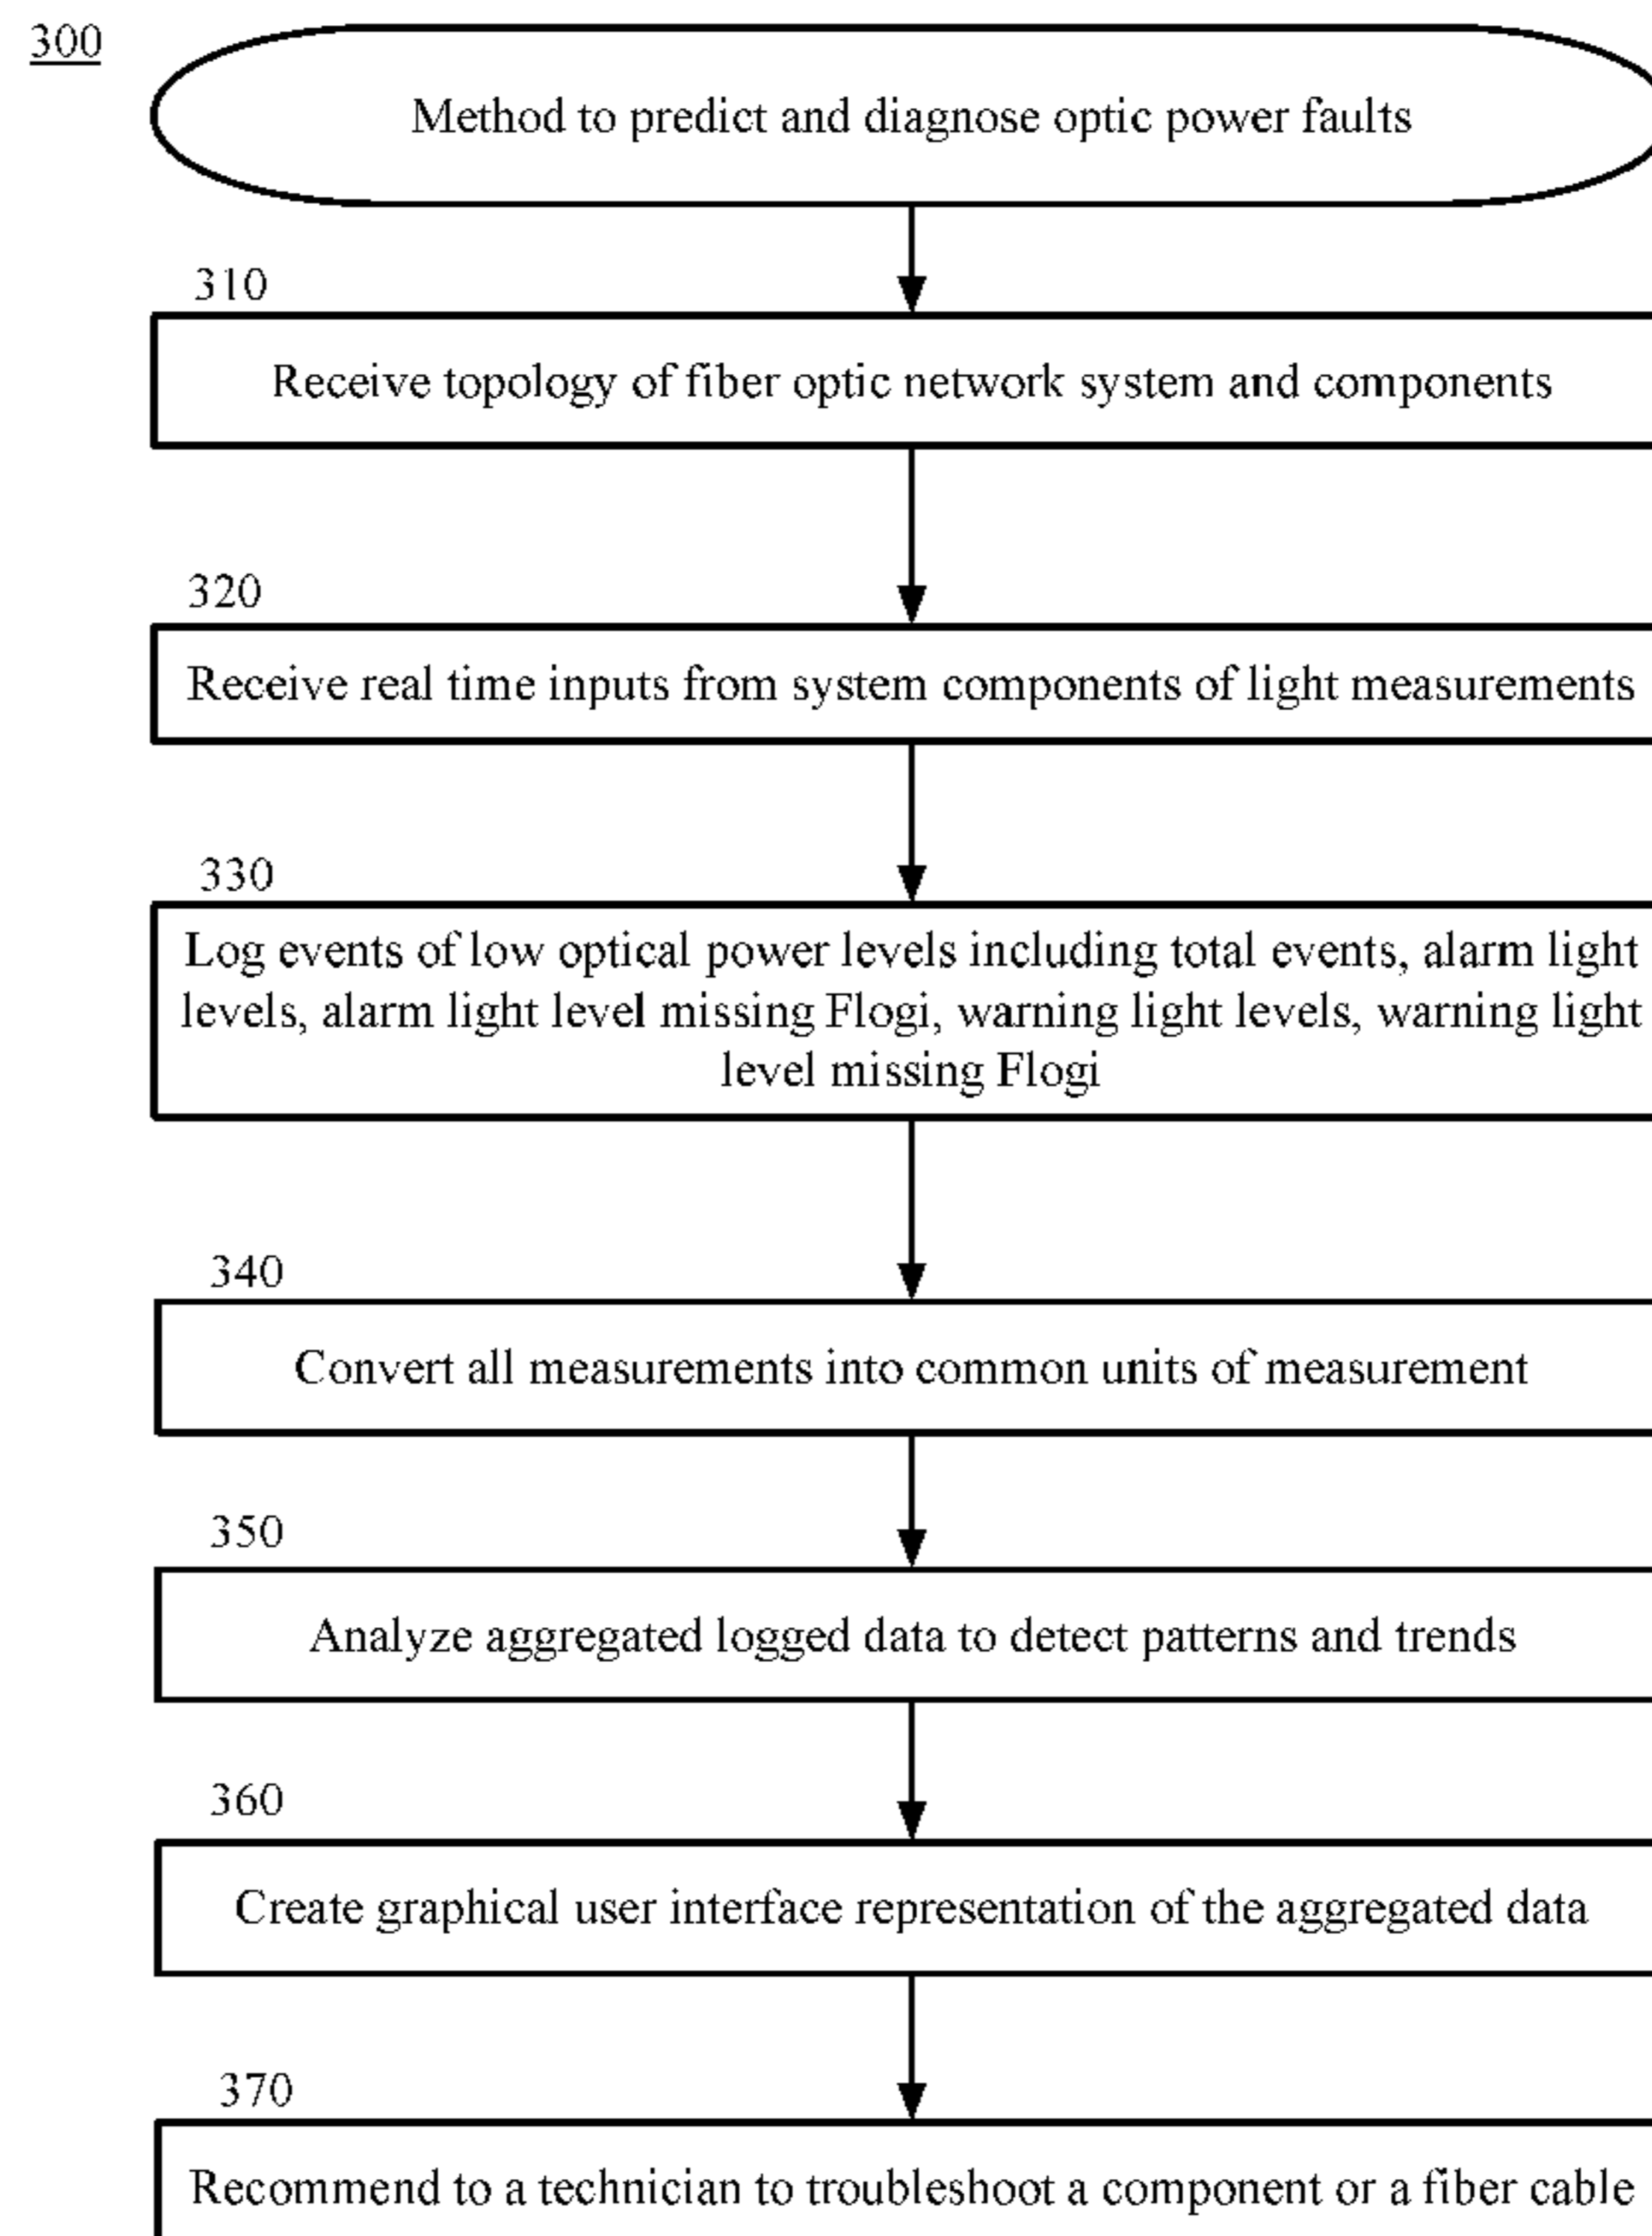 300
Method to predict and diagnose optic power faults
310
Receive topology of fiber optic network system and components
320
Receive real time inputs from system components of light measurements
330
Log events of low optical power levels including total events, alarm light
levels, alarm light level missing Flogi, warning light levels, warning light
level missing Flogi
340
Convert all measurements into common units of measurement
350
Analyze aggregated logged data to detect patterns and trends
360
Create graphical user interface representation of the aggregated data
370
Recommend to a technician to troubleshoot a component or a fiber cable